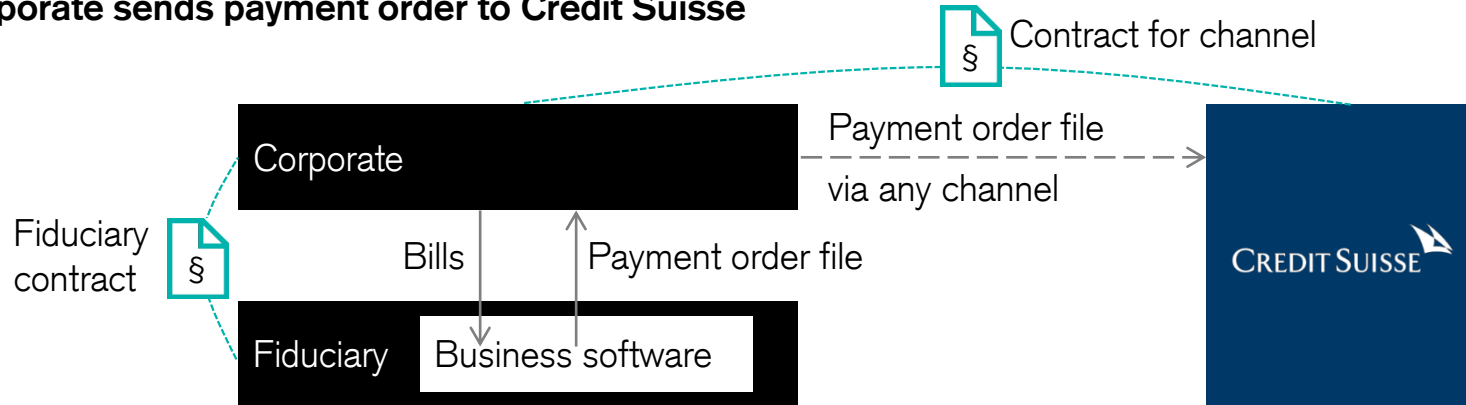 porate sends payment order to Credit Suisse
§
Contract for channel
Corporate
Payment order file
via any channel
Fiduciary
contract
§
Bills
Payment order file
CREDIT SUISSE
Fiduciary
Business software